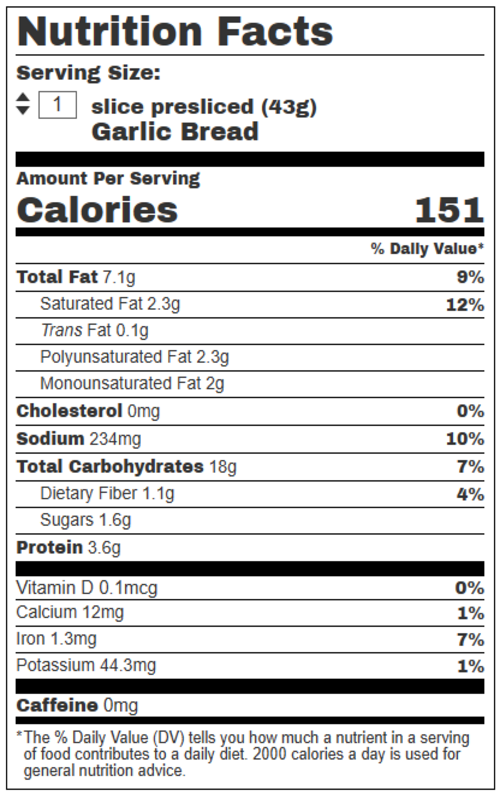 Nutrition Facts
Serving Size:
1 slice presliced (43g)
Garlic Bread
Amount Per Serving
Calories 151
% Daily Value*
Total Fat 7.1g 9%
Saturated Fat 2.3g 12%
Trans Fat 0.1g
Polyunsaturated Fat 2.3g
Monounsaturated Fat 2g
Cholesterol 0mg 0%
Sodium 234mg 10%
Total Carbohydrates 18g 7%
Dietary Fiber 1.1g 4%
Sugars 1.6g
Protein 3.6g
Vitamin D 0.1mcg 0%
Calcium 12mg 1%
Iron 1.3mg 7%
Potassium 44.3mg 1%
Caffeine 0mg
*The % Daily Value (DV) tells you how much a nutrient in a serving
of food contributes to a daily diet. 2000 calories a day is used for
general nutrition advice.